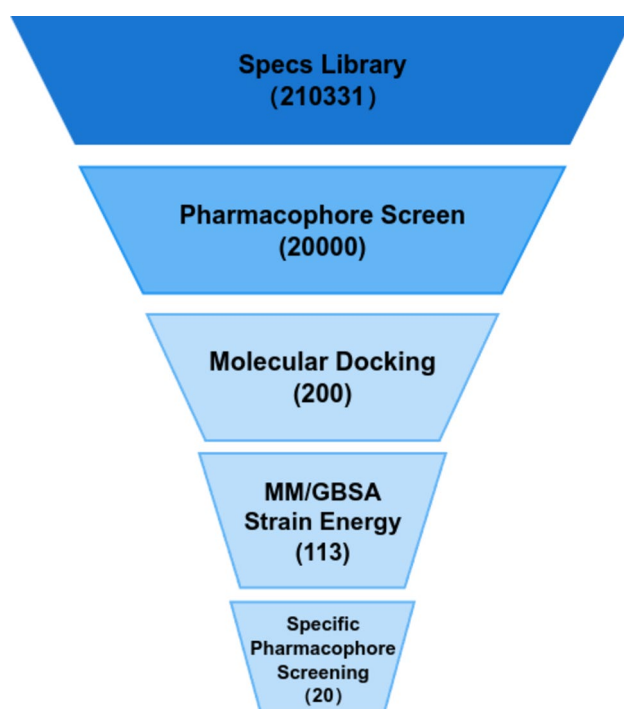 Specs Library
(210331)
Pharmacophore Screen
(20000)
Molecular Docking
(200)
MM/GBSA
Strain Energy
(113)
Specific
Pharmacophore
Screening
(20)